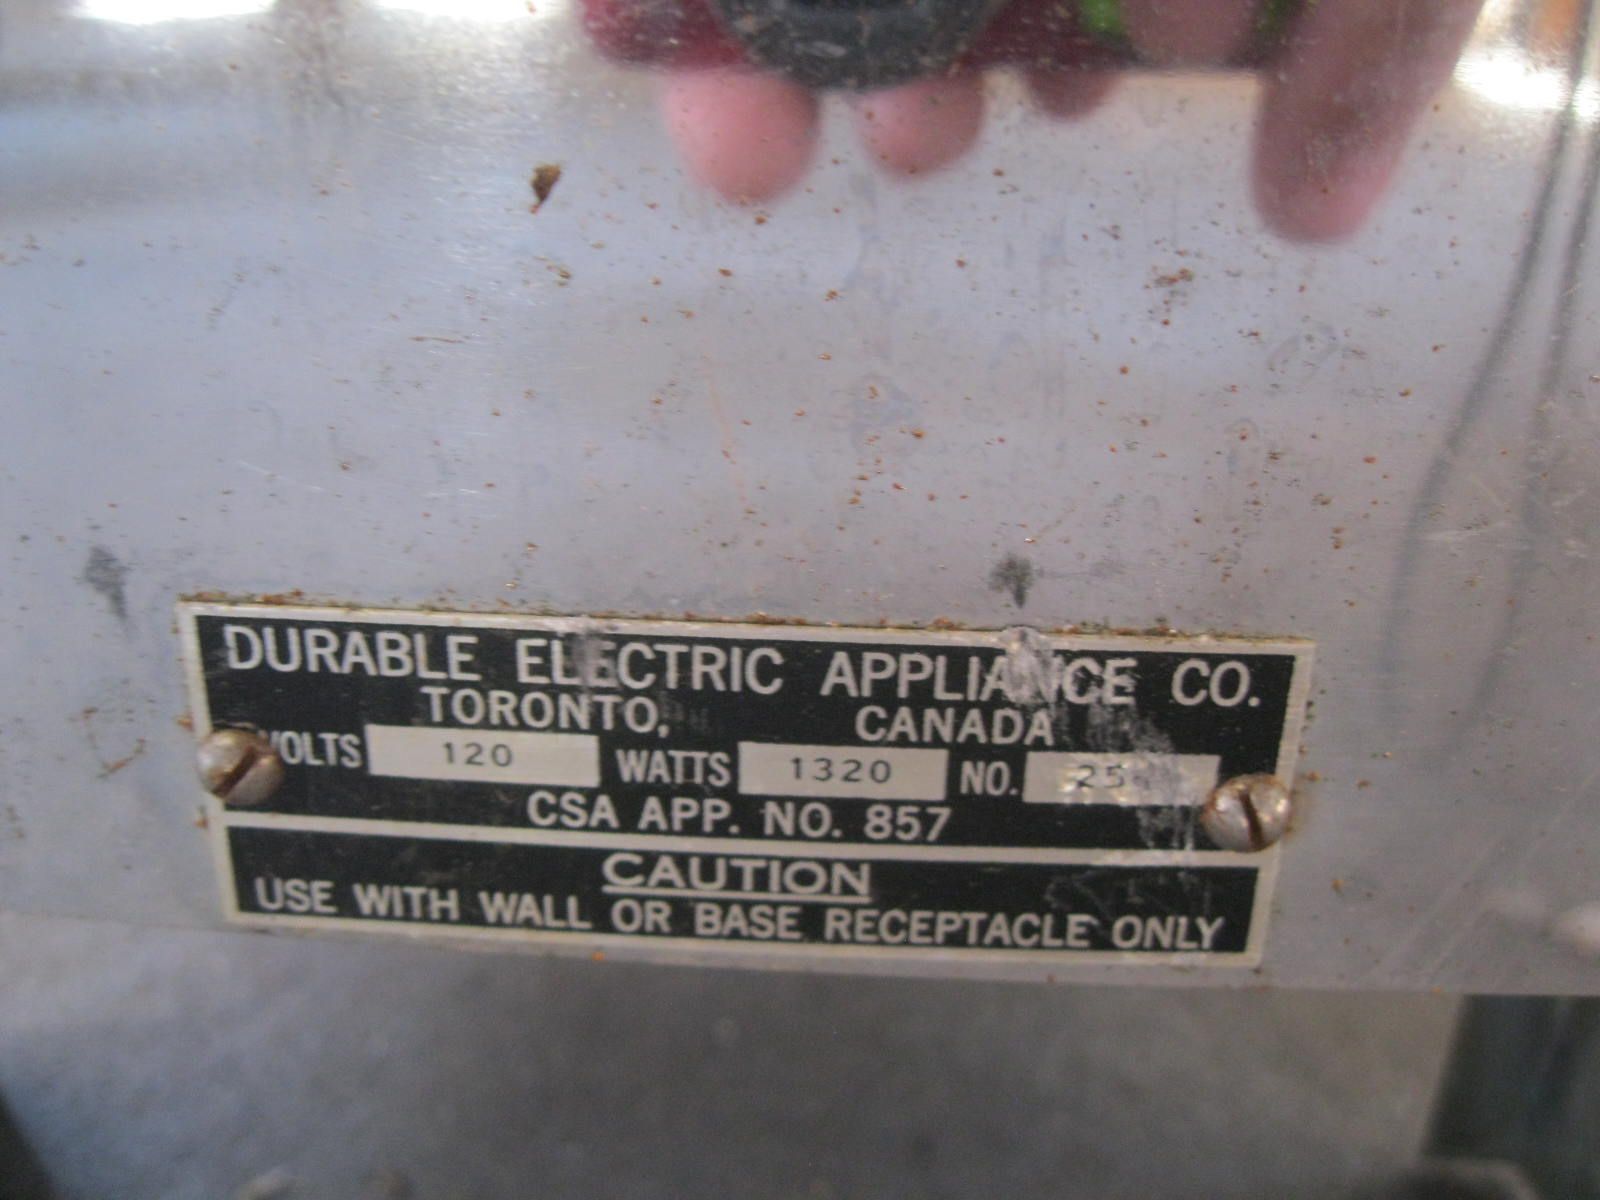 DURABLE ELECTRIC APPLIANCE CO.
TORONTO, CANADA
VOLTS 120 WATTS 1320 NO.
CSA APP. NO. 857
CAUTION
USE WITH WALL OR BASE RECEPTACLE ONLY